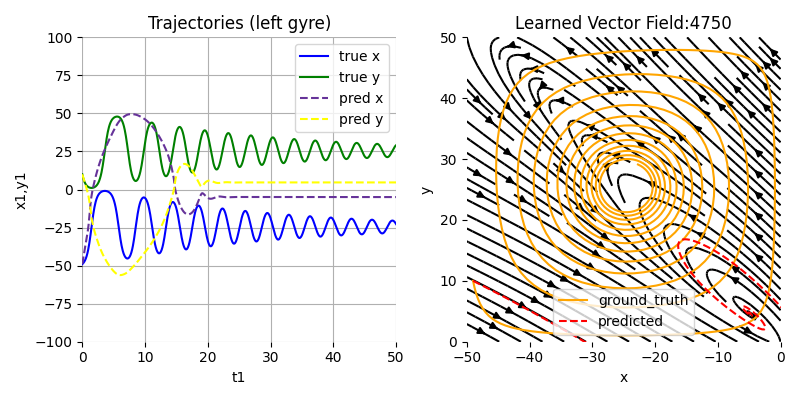 Trajectories (left gyre)
100
75
50
25
0
−25
−50
−75
−100
0
10
20
30
40
50
x1,y1
t1
true x
true y
pred x
pred y
Learned Vector Field:4750
50
40
30
20
10
0
−50
−40
−30
−20
−10
0
y
x
ground_truth
predicted